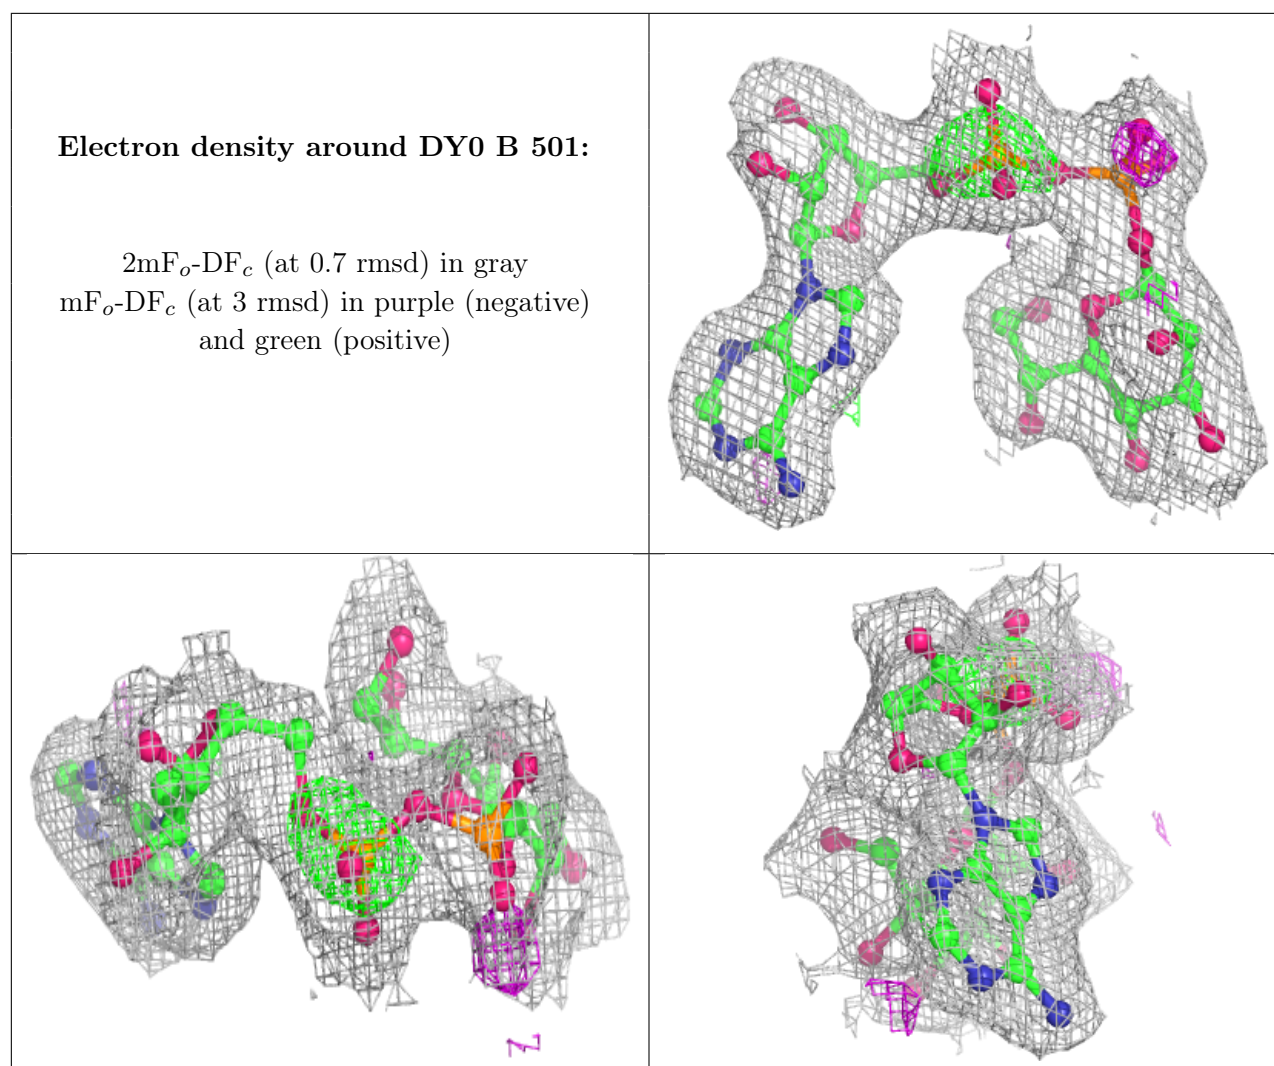 Electron density around DY0 B 501:
2mFₒ-DF𝒸 (at 0.7 rmsd) in gray
mFₒ-DF𝒸 (at 3 rmsd) in purple (negative)
and green (positive)